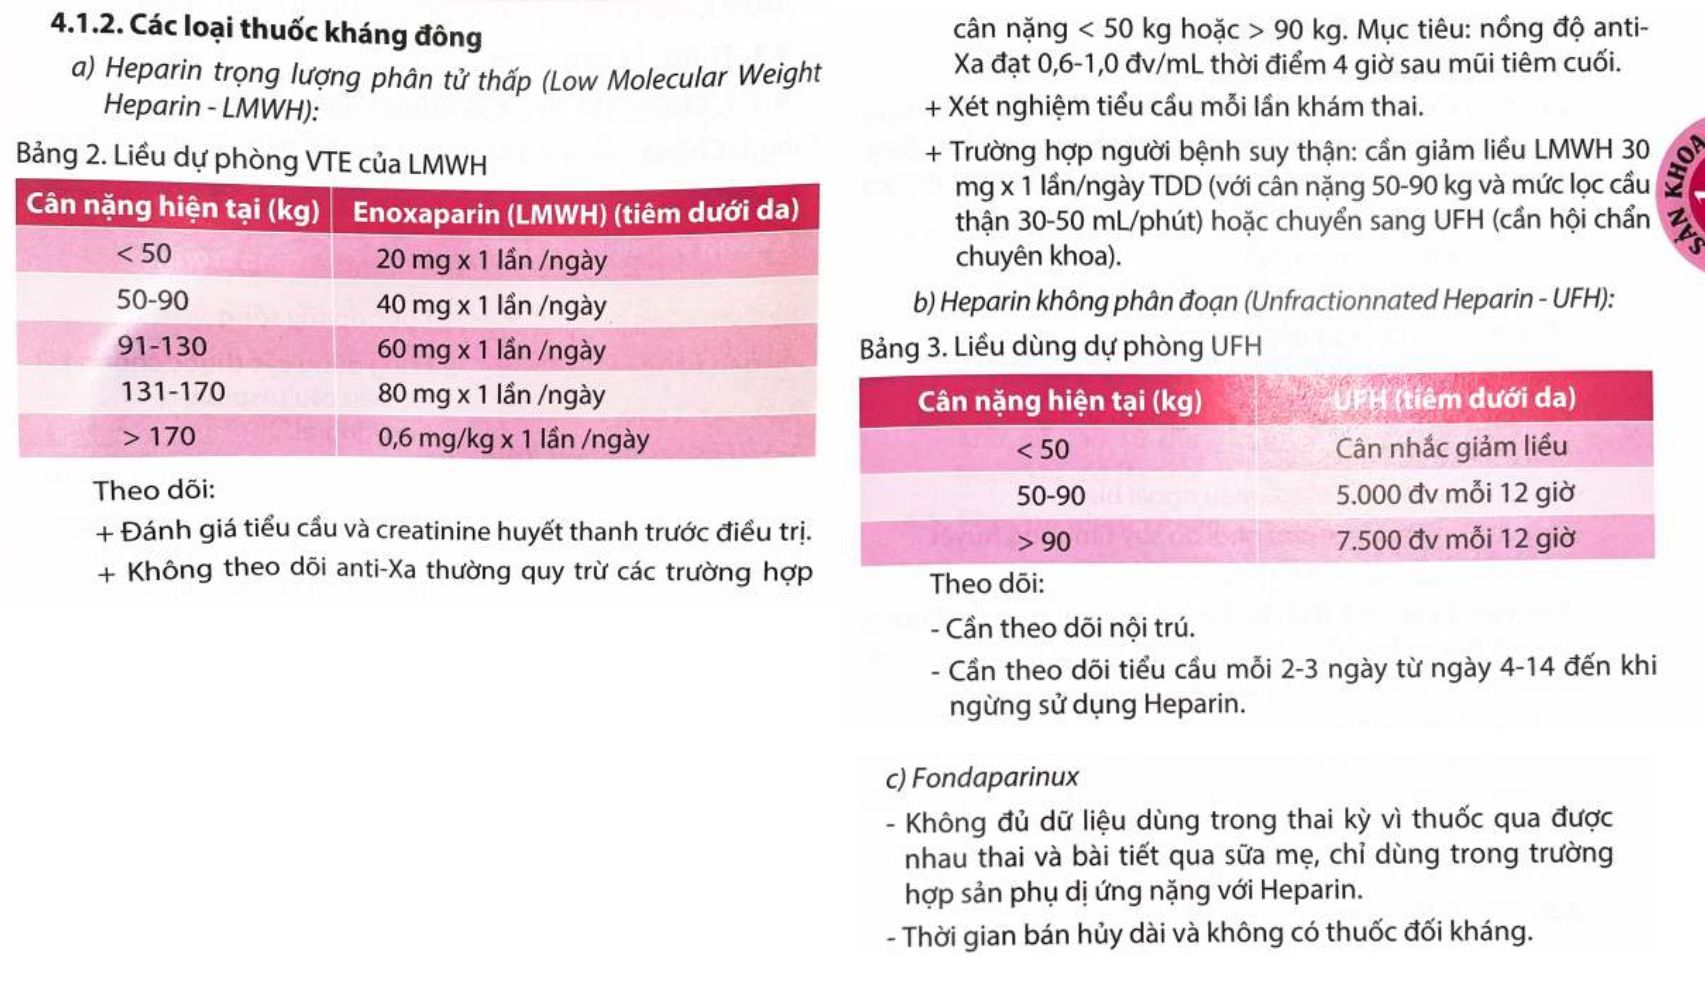 4.1.2. Các loại thuốc kháng đông
a) Heparin trọng lượng phân tử thấp (Low Molecular Weight
Heparin - LMWH):
Bảng 2. Liều dự phòng VTE của LMWH
Cân nặng hiện tại (kg) Enoxaparin (LMWH) (tiêm dưới da)
< 50 20 mg x 1 lần /ngày
50-90 40 mg x 1 lần /ngày
91-130 60 mg x 1 lần /ngày
131-170 80 mg x 1 lần /ngày
> 170 0,6 mg/kg x 1 lần /ngày
Theo dõi:
+ Đánh giá tiểu cầu và creatinine huyết thanh trước điều trị.
+ Không theo dõi anti-Xa thường quy trừ các trường hợp
cân nặng < 50 kg hoặc > 90 kg. Mục tiêu: nồng độ anti-
Xa đạt 0,6-1,0 đv/mL thời điểm 4 giờ sau mũi tiêm cuối.
+ Xét nghiệm tiểu cầu mỗi lần khám thai.
+ Trường hợp người bệnh suy thận: cần giảm liều LMWH 30
mg x 1 lần/ngày TDD (với cân nặng 50-90 kg và mức lọc cầu
thận 30-50 mL/phút) hoặc chuyển sang UFH (cần hội chẩn
chuyên khoa).
b) Heparin không phân đoạn (Unfractionnated Heparin - UFH):
Bảng 3. Liều dùng dự phòng UFH
Cân nặng hiện tại (kg) UFH (tiêm dưới da)
< 50 Cân nhắc giảm liều
50-90 5.000 đv mỗi 12 giờ
> 90 7.500 đv mỗi 12 giờ
Theo dõi:
- Cần theo dõi nội trú.
- Cần theo dõi tiểu cầu mỗi 2-3 ngày từ ngày 4-14 đến khi
ngừng sử dụng Heparin.
c) Fondaparinux
- Không đủ dữ liệu dùng trong thai kỳ vì thuốc qua được
nhau thai và bài tiết qua sữa mẹ, chỉ dùng trong trường
hợp sản phụ dị ứng nặng với Heparin.
- Thời gian bán hủy dài và không có thuốc đối kháng.
SẢN KHOA